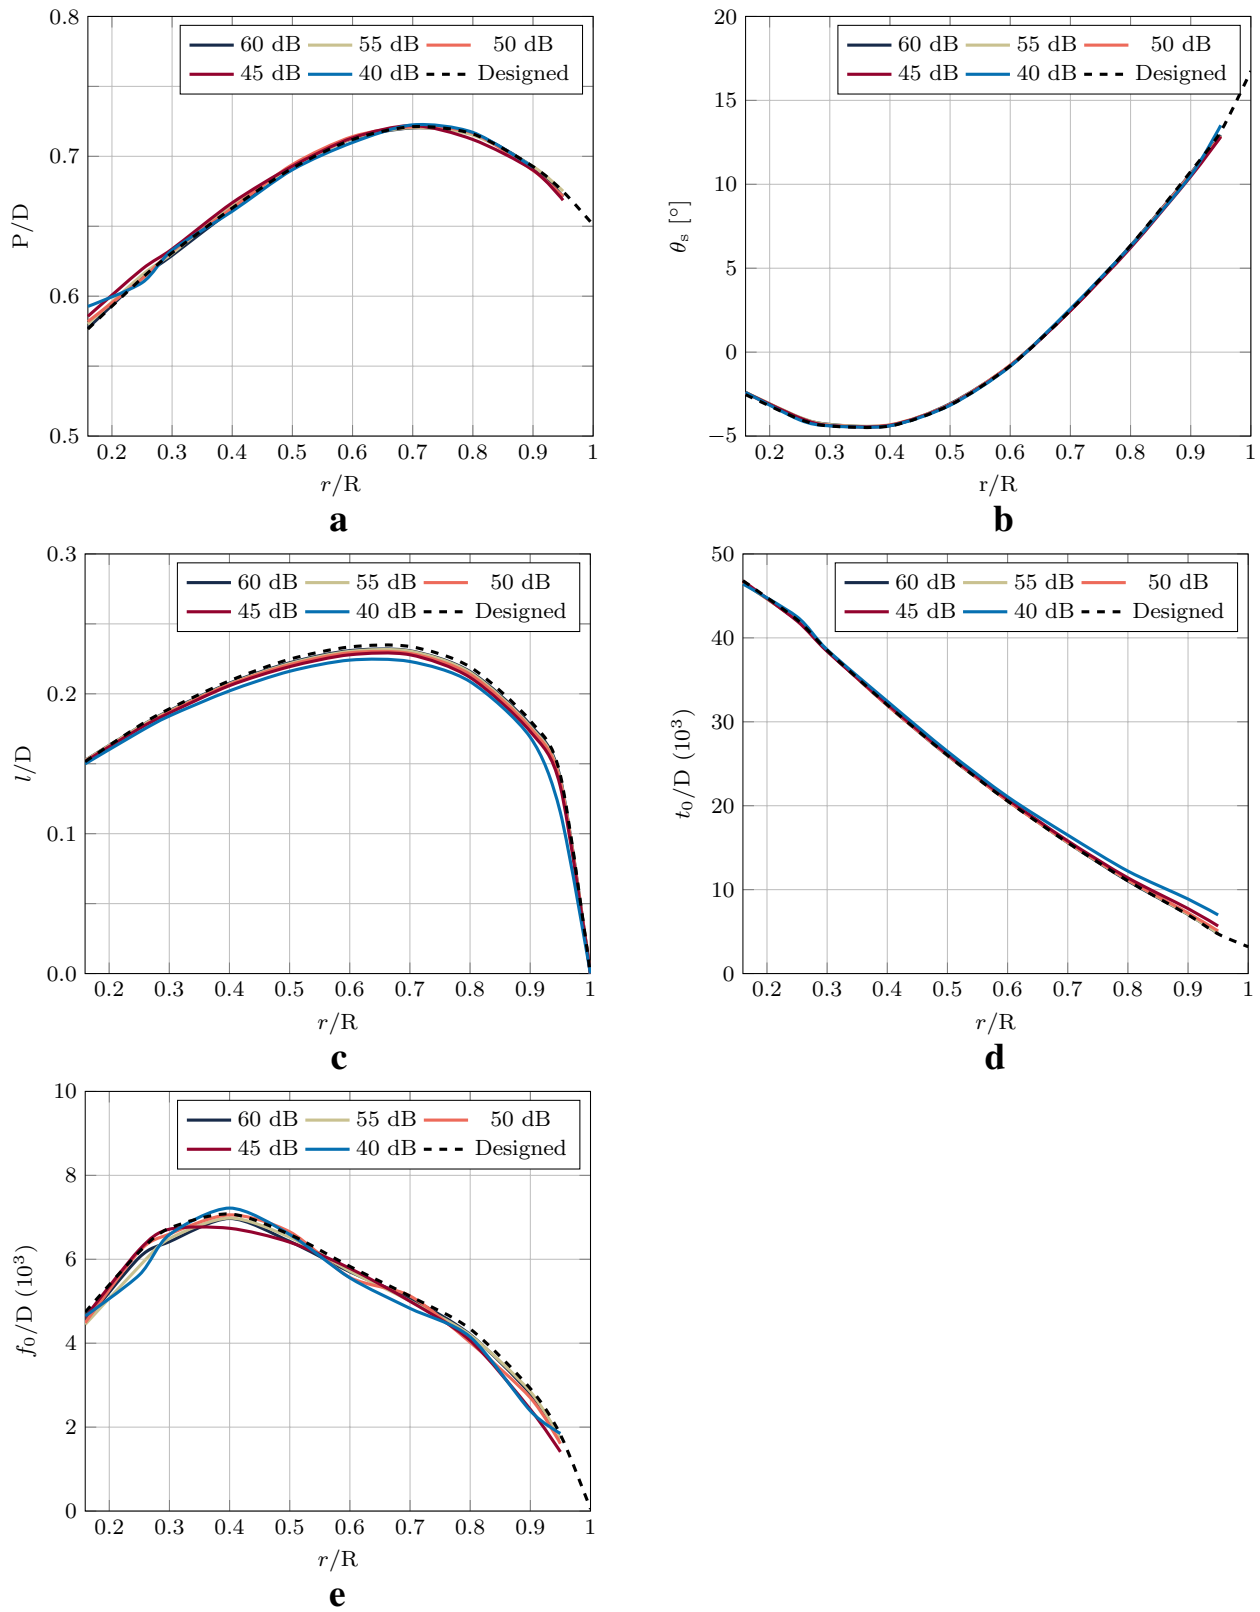 0.8
60 dB 55 dB 50 dB
45 dB 40 dB Designed
0.7
P/D
0.6
0.5
0.2 0.3 0.4 0.5 0.6 0.7 0.8 0.9 1
r/R
a
20
60 dB 55 dB 50 dB
45 dB 40 dB Designed
15
10
θs [°]
5
0
−5
0.2 0.3 0.4 0.5 0.6 0.7 0.8 0.9 1
r/R
b
0.3
60 dB 55 dB 50 dB
45 dB 40 dB Designed
0.2
l/D
0.1
0.0
0.2 0.3 0.4 0.5 0.6 0.7 0.8 0.9 1
r/R
c
50
60 dB 55 dB 50 dB
45 dB 40 dB Designed
40
30
t₀/D (10³)
20
10
0
0.2 0.3 0.4 0.5 0.6 0.7 0.8 0.9 1
r/R
d
10
60 dB 55 dB 50 dB
45 dB 40 dB Designed
8
6
f₀/D (10³)
4
2
0
0.2 0.3 0.4 0.5 0.6 0.7 0.8 0.9 1
r/R
e